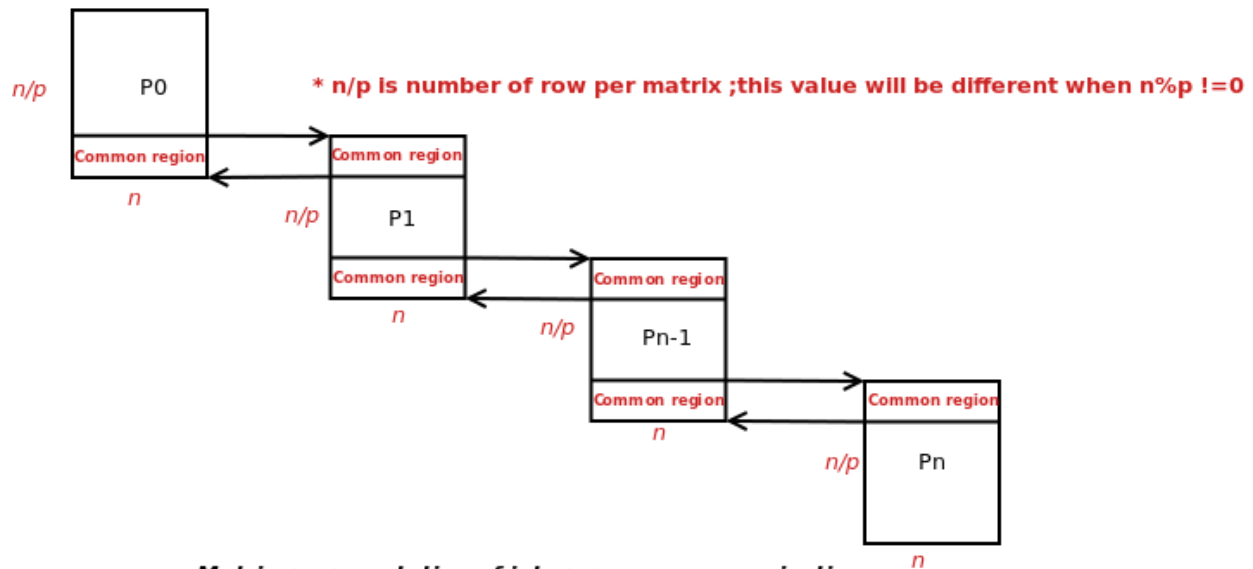 P0
n/p
* n/p is number of row per matrix ;this value will be different when n%p !=0
Common region
n
Common region
n/p
P1
Common region
n
Common region
n/p
Pn-1
Common region
n
Common region
n/p
Pn
n